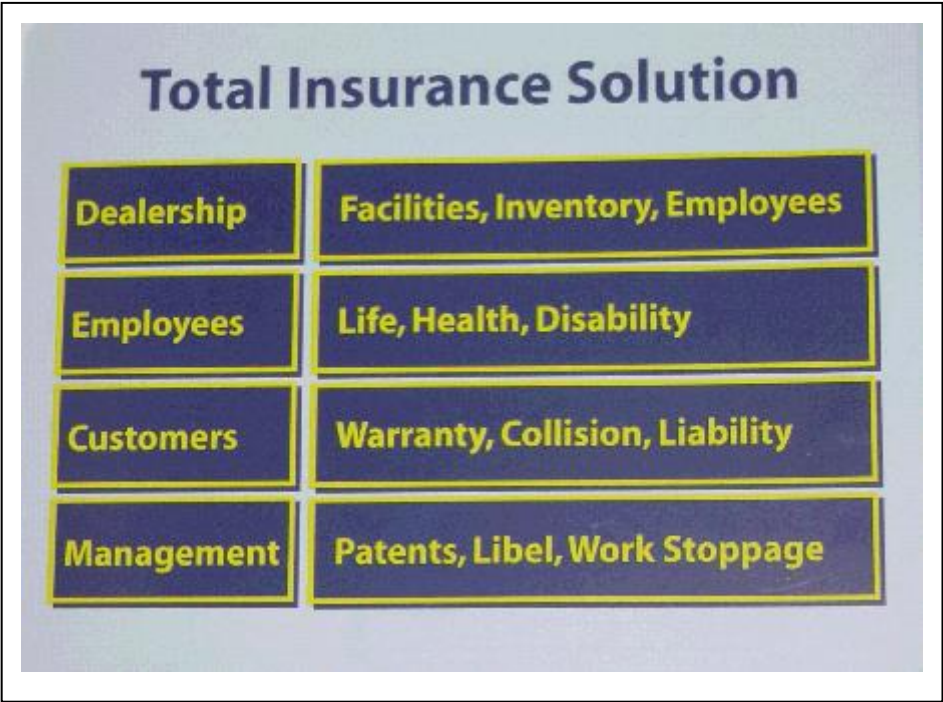 Total Insurance Solution
Dealership Facilities, Inventory, Employees
Employees Life, Health, Disability
Customers Warranty, Collision, Liability
Management Patents, Libel, Work Stoppage